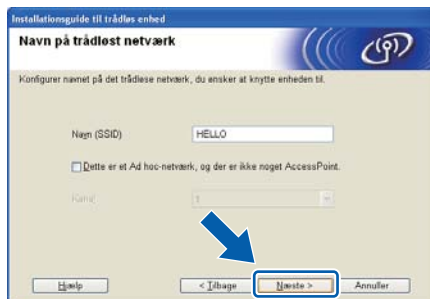 Installationsguide til trådløs enhed
Navn på trådløst netværk
Konfigurer navnet på det trådløse netværk, du ønsker at knytte enheden til.
Navn (SSID) HELLO
Dette er et Ad hoc-netværk, og der er ikke noget AccessPoint.
Kanal 1
Hjælp < Tilbage Næste > Annuller